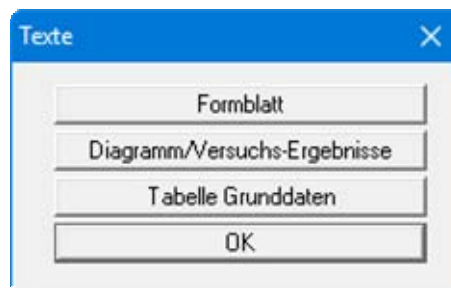 Texte
Formblatt
Diagramm/Versuchs-Ergebnisse
Tabelle Grunddaten
OK